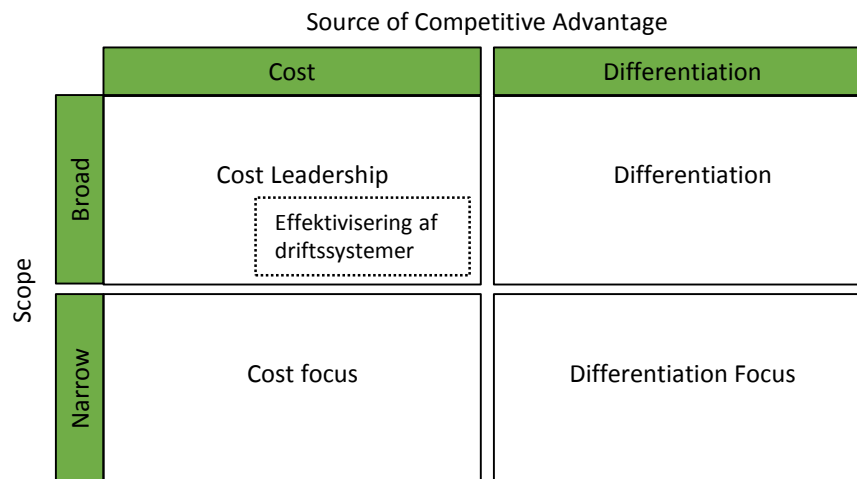 Source of Competitive Advantage
Cost
Differentiation
Scope
Broad
Cost Leadership
Effektivisering af
driftssystemer
Differentiation
Narrow
Cost focus
Differentiation Focus